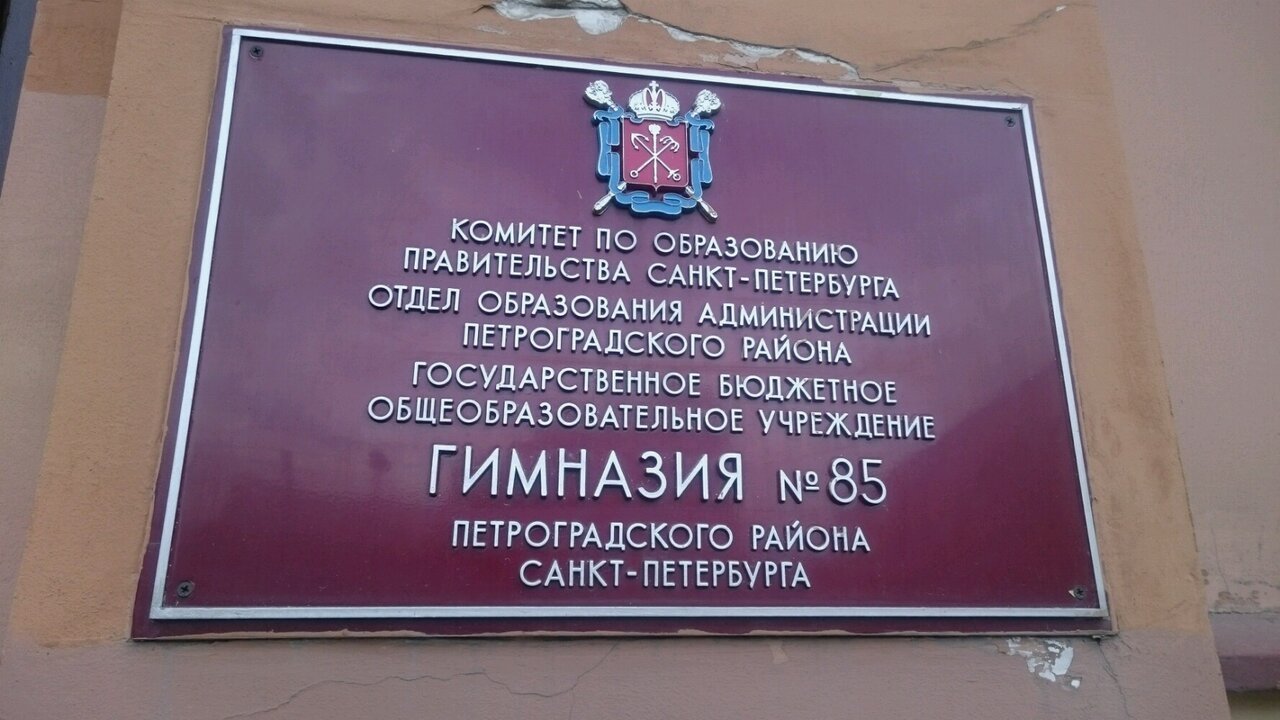 КОМИТЕТ ПО ОБРАЗОВАНИЮ
ПРАВИТЕЛЬСТВА САНКТ-ПЕТЕРБУРГА
ОТДЕЛ ОБРАЗОВАНИЯ АДМИНИСТРАЦИИ
ПЕТРОГРАДСКОГО РАЙОНА
ГОСУДАРСТВЕННОЕ БЮДЖЕТНОЕ
ОБЩЕОБРАЗОВАТЕЛЬНОЕ УЧРЕЖДЕНИЕ
ГИМНАЗИЯ №85
ПЕТРОГРАДСКОГО РАЙОНА
САНКТ-ПЕТЕРБУРГА